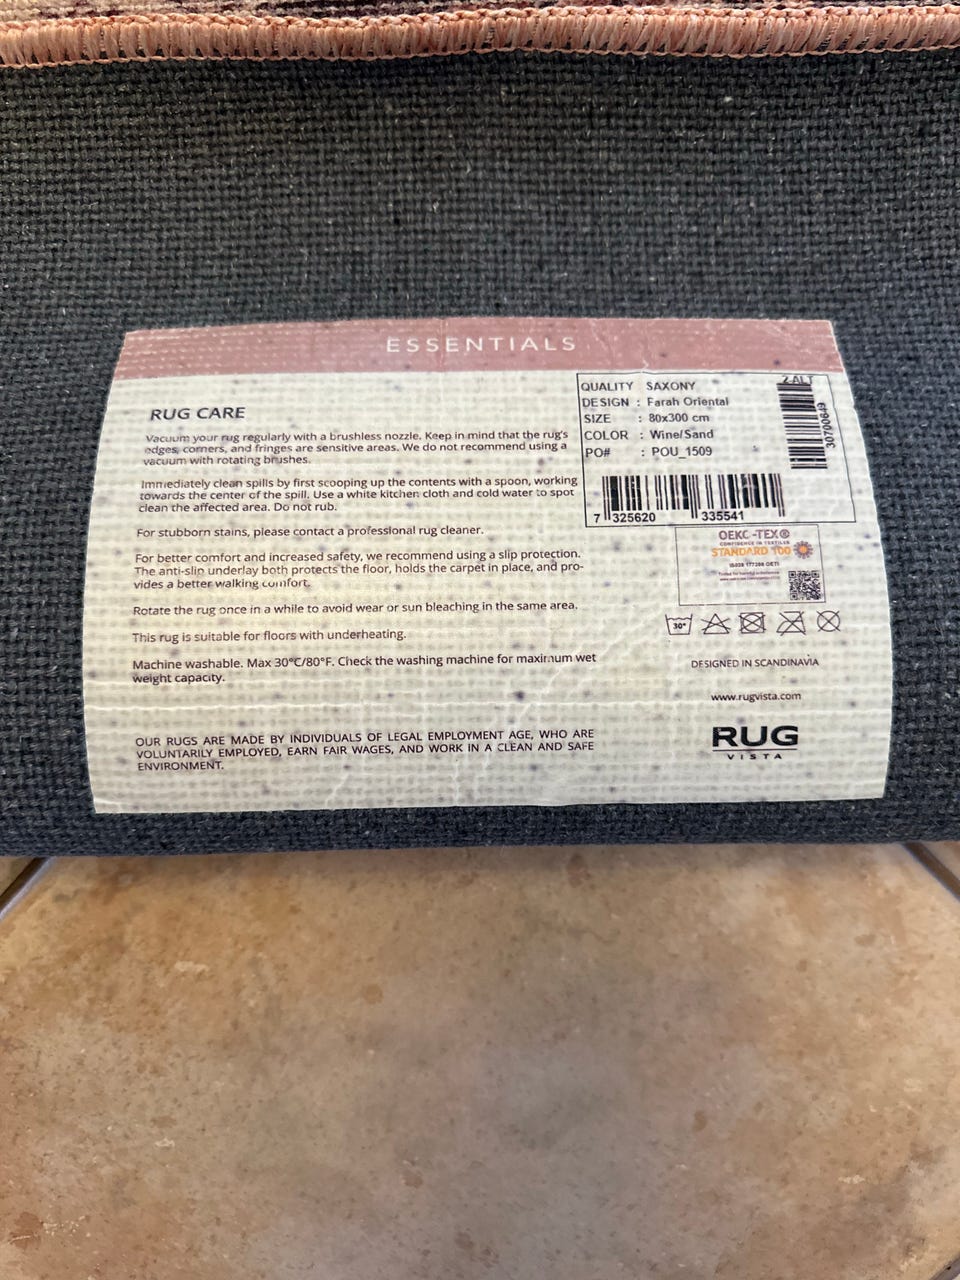 ESSENTIALS
RUG CARE
Vacuum your rug regularly with a brushless nozzle. Keep in mind that the rug's
edges, corners, and fringes are sensitive areas. We do not recommend using a
vacuum with rotating brushes.
Immediately clean spills by first scooping up the contents with a spoon, working
towards the center of the spill. Use a white kitchen cloth and cold water to spot
clean the affected area. Do not rub.
For stubborn stains, please contact a professional rug cleaner.
For better comfort and increased safety, we recommend using a slip protection.
The anti-slip underlay both protects the floor, holds the carpet in place, and pro-
vides a better walking comfort.
Rotate the rug once in a while to avoid wear or sun bleaching in the same area.
This rug is suitable for floors with underheating.
Machine washable. Max 30°C/80°F. Check the washing machine for maximum wet
weight capacity.
OUR RUGS ARE MADE BY INDIVIDUALS OF LEGAL EMPLOYMENT AGE, WHO ARE
VOLUNTARILY EMPLOYED, EARN FAIR WAGES, AND WORK IN A CLEAN AND SAFE
ENVIRONMENT.
QUALITY SAXONY
DESIGN : Farah Oriental
SIZE : 80x300 cm
COLOR : Wine/Sand
PO# : POU_1509
2-ALT
30700649
7 325620 335541
OEKO-TEX®
CONFIDENCE IN TEXTILES
STANDARD 100
30°
DESIGNED IN SCANDINAVIA
www.rugvista.com
RUG
VISTA